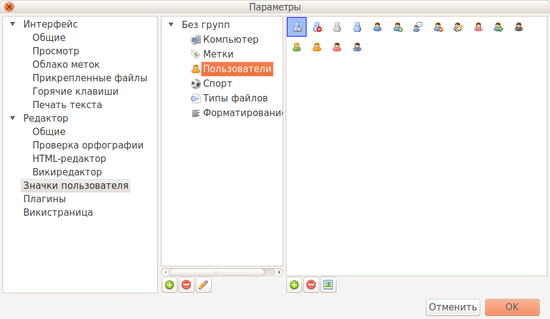 Параметры
Интерфейс
Общие
Просмотр
Облако меток
Прикрепленные файлы
Горячие клавиши
Печать текста
Редактор
Общие
Проверка орфографии
HTML-редактор
Викиредактор
Значки пользователя
Плагины
Викистраница
Без групп
Компьютер
Метки
Пользователи
Спорт
Типы файлов
Форматирование
Отменить
OK